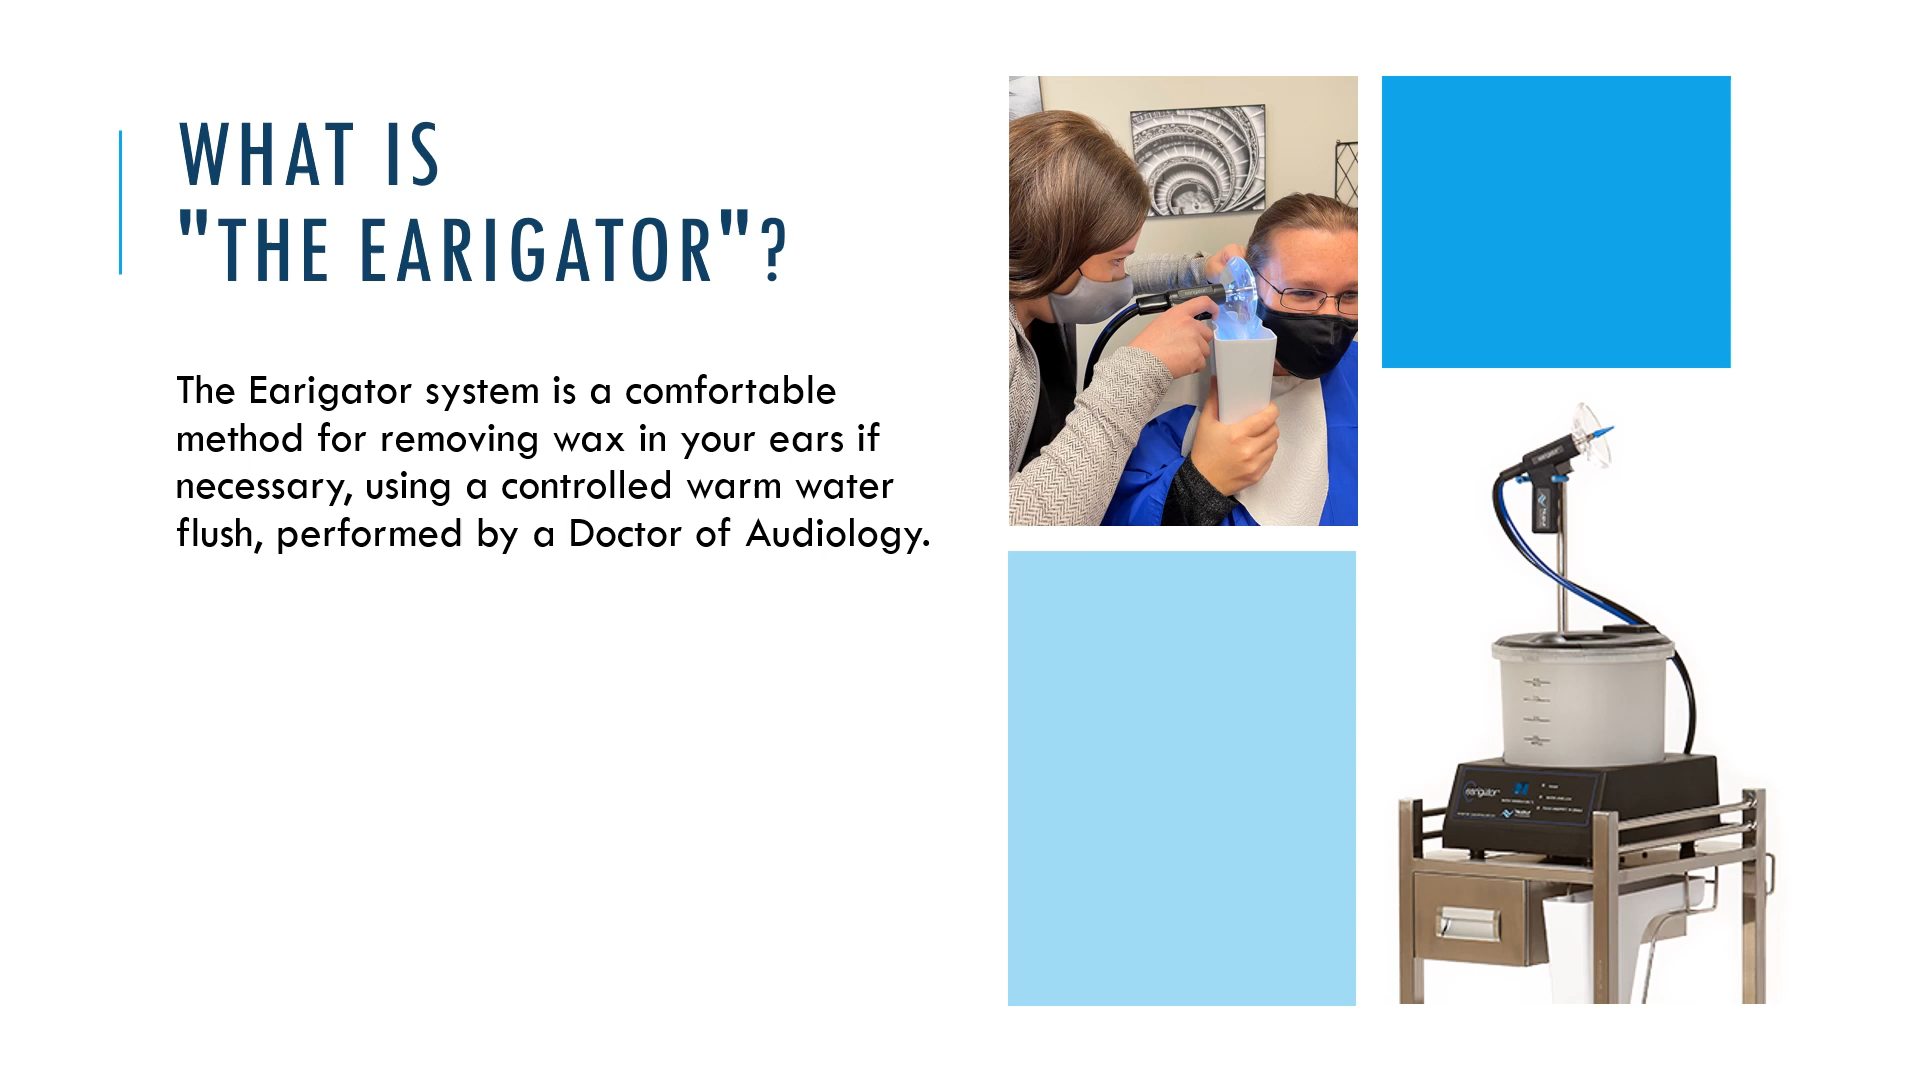 WHAT IS
"THE EARIGATOR"?
The Earigator system is a comfortable
method for removing wax in your ears if
necessary, using a controlled warm water
flush, performed by a Doctor of Audiology.
earigator